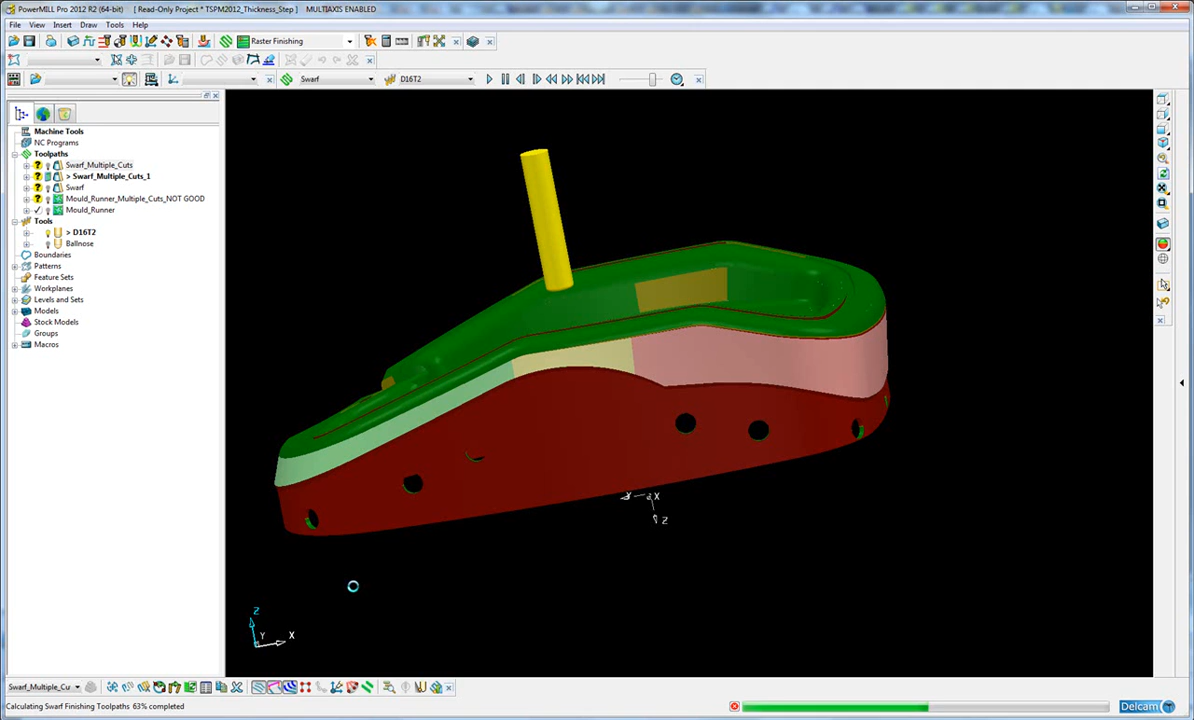 PowerMILL Pro 2012 R2 (64-bit) [ Read-Only Project * TSPM2012_Thickness_Step ] MULTIAXIS ENABLED
File View Insert Draw Tools Help
Raster Finishing
Swarf D16T2
Machine Tools
NC Programs
Toolpaths
Swarf_Multiple_Cuts
> Swarf_Multiple_Cuts_1
Swarf
Mould_Runner_Multiple_Cuts_NOT GOOD
Mould_Runner
Tools
> D16T2
Ballnose
Boundaries
Patterns
Feature Sets
Workplanes
Levels and Sets
Models
Stock Models
Groups
Macros
X
Z
Z
Y
X
Swarf_Multiple_Cu
Calculating Swarf Finishing Toolpaths 63% completed
Delcam